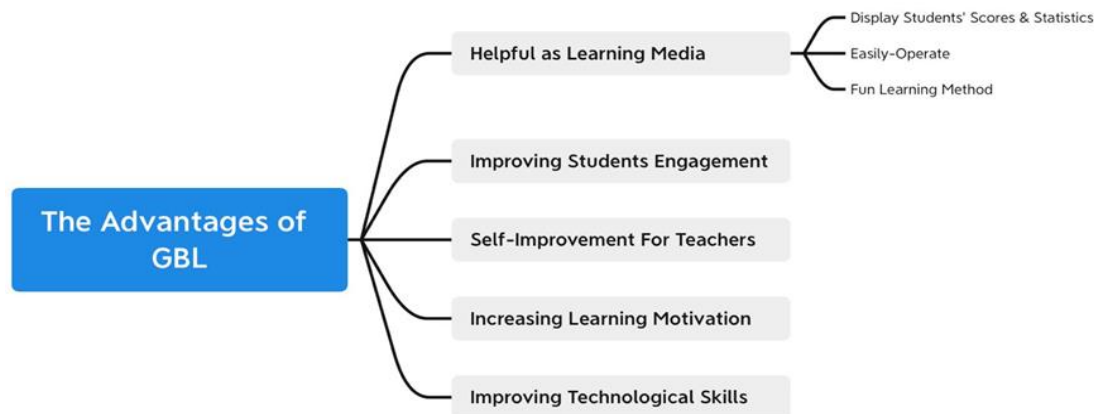 The Advantages of
GBL
Helpful as Learning Media
Display Students' Scores & Statistics
Easily-Operate
Fun Learning Method
Improving Students Engagement
Self-Improvement For Teachers
Increasing Learning Motivation
Improving Technological Skills